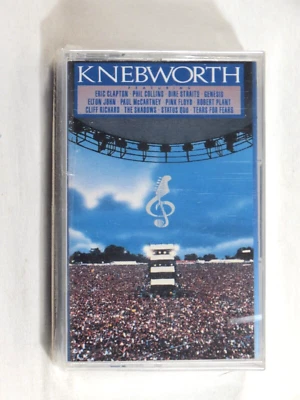 KNEBWORTH
featuring
ERIC CLAPTON · PHIL COLLINS · DIRE STRAITS · GENESIS
ELTON JOHN · PAUL McCARTNEY · PINK FLOYD · ROBERT PLANT
CLIFF RICHARD · THE SHADOWS · STATUS QUO · TEARS FOR FEARS